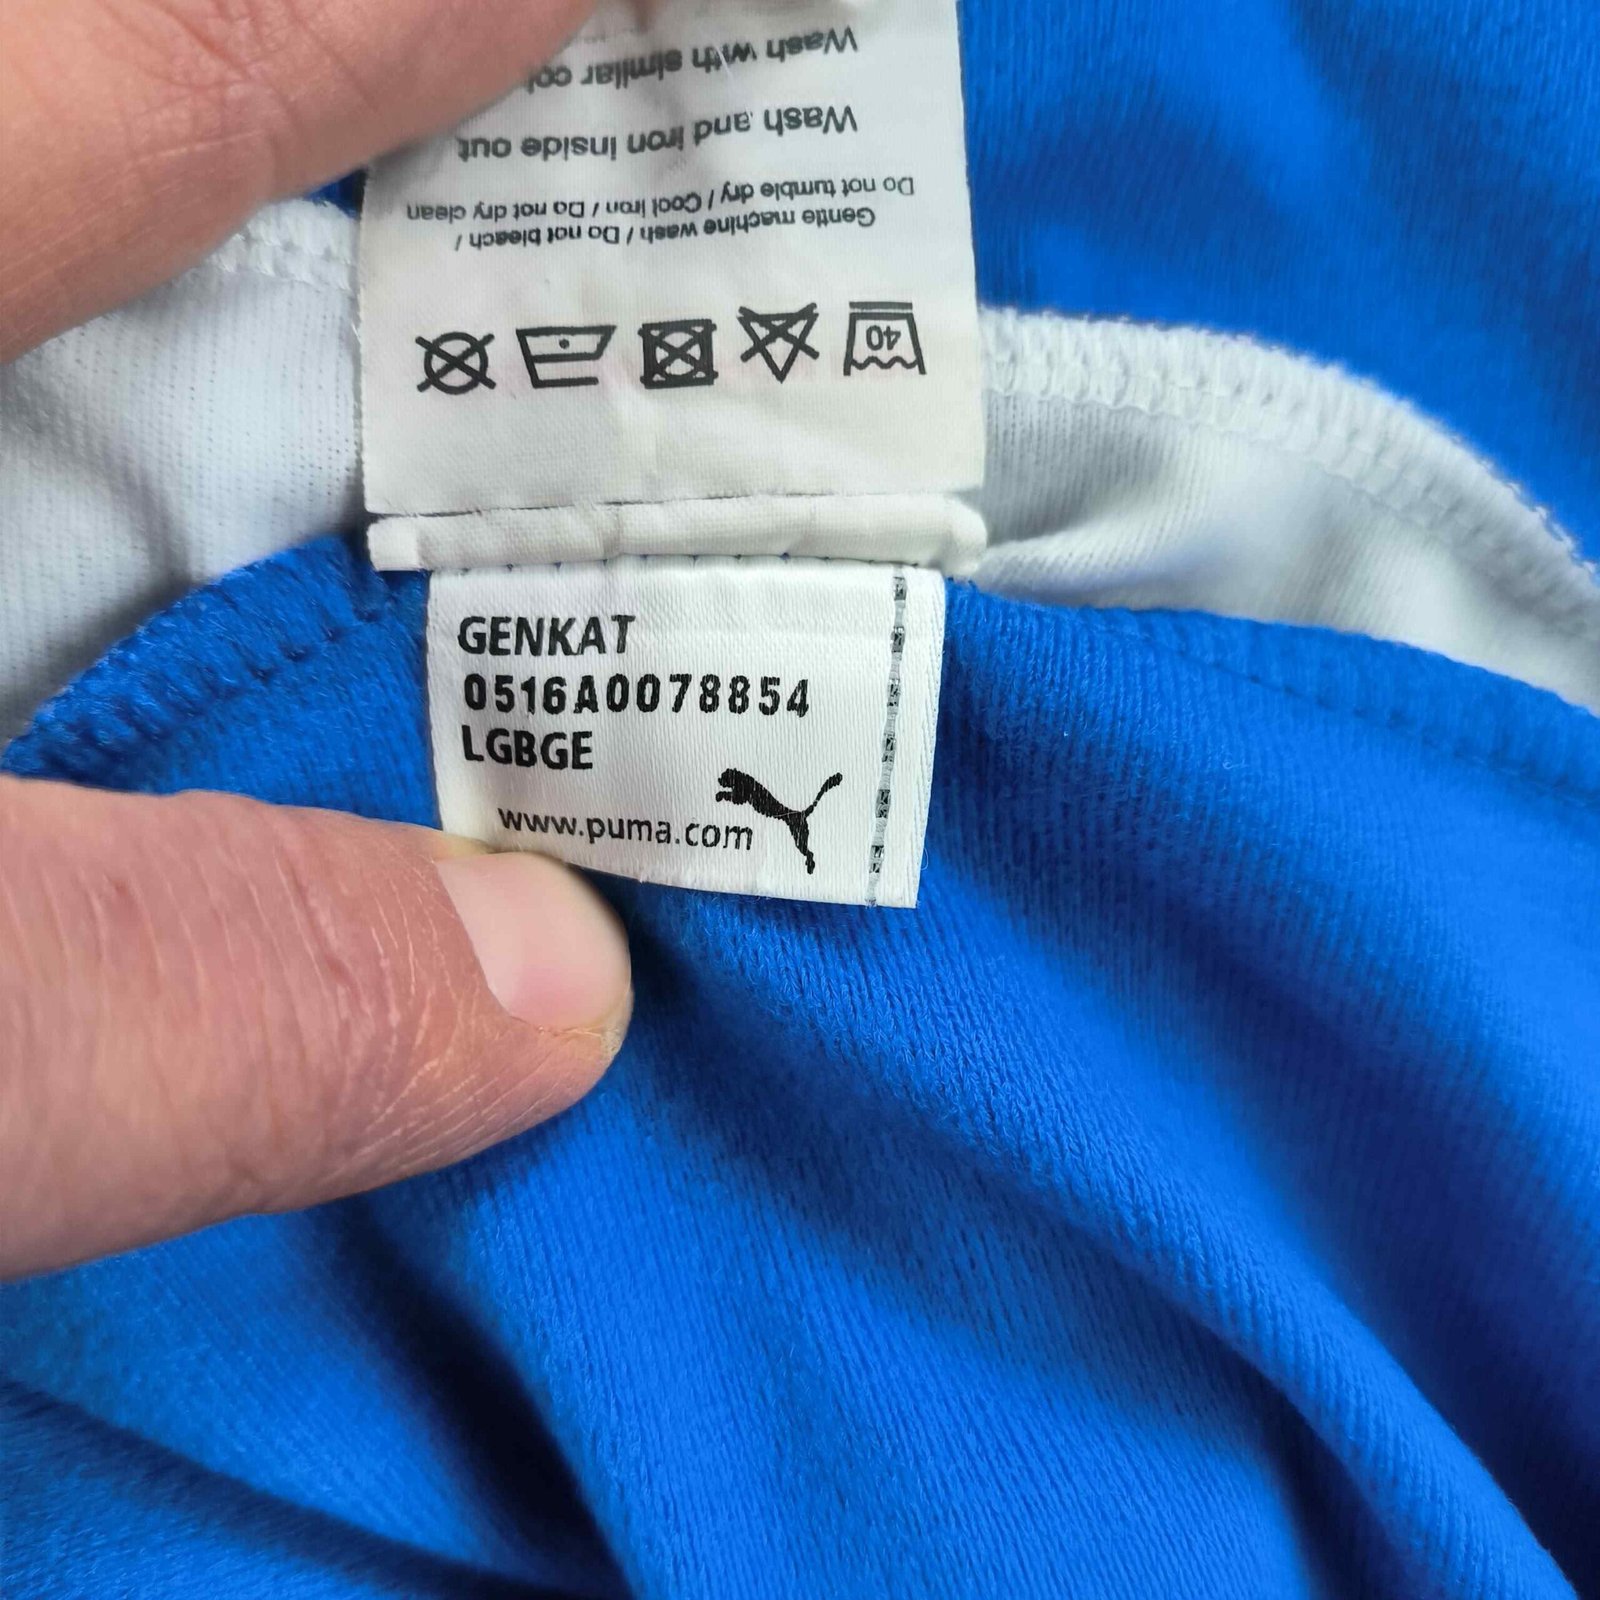 Gentle machine wash / Do not bleach /
Do not tumble dry / Cool iron / Do not dry clean
Wash and iron inside out
Wash with similar
40
GENKAT
0516A0078854
LGBGE
www.puma.com